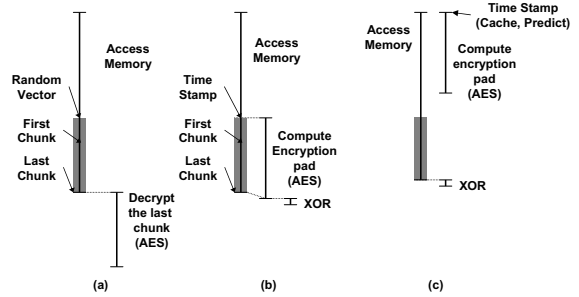 Access
Memory
Random
Vector
First
Chunk
Last
Chunk
Decrypt
the last
chunk
(AES)
(a)
Access
Memory
Time
Stamp
First
Chunk
Last
Chunk
Compute
Encryption
pad
(AES)
XOR
(b)
Time Stamp
(Cache, Predict)
Access
Memory
Compute
encryption
pad
(AES)
XOR
(c)